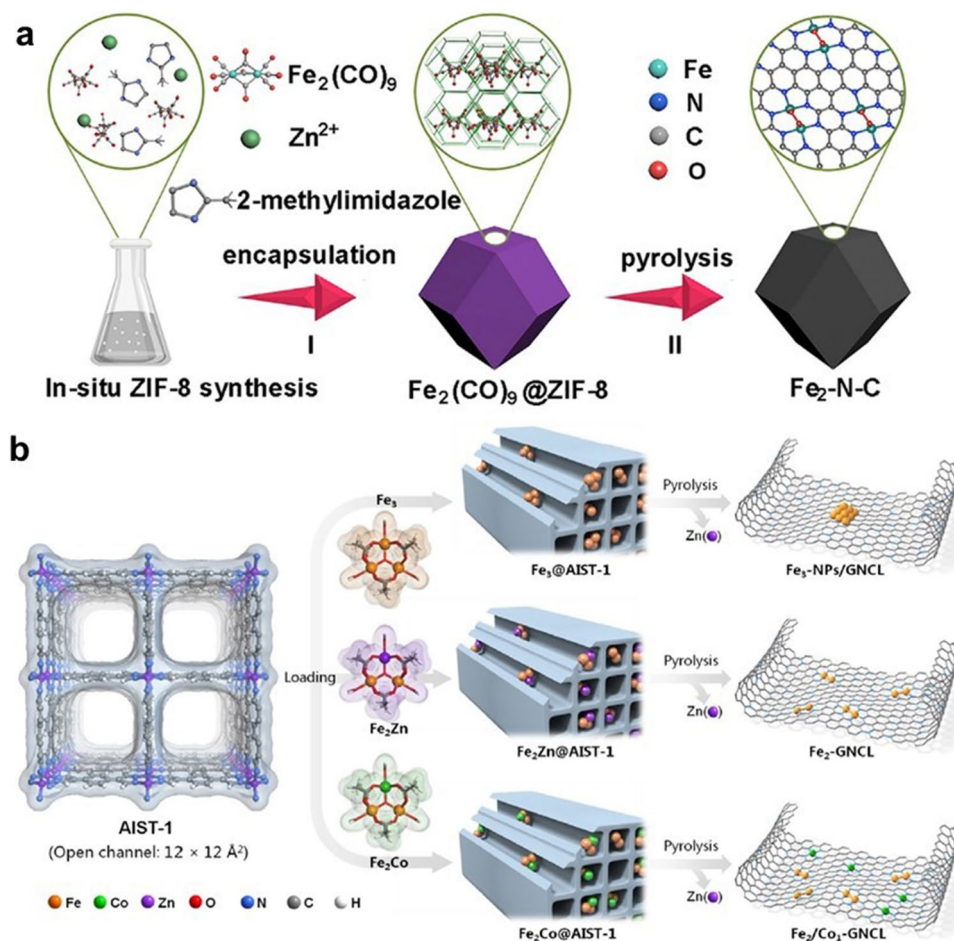 a
Fe₂(CO)₉
Zn²⁺
2-methylimidazole
Fe
N
C
O
encapsulation
pyrolysis
I
II
In-situ ZIF-8 synthesis
Fe₂(CO)₉@ZIF-8
Fe₂-N-C
b
Fe₃
Pyrolysis
Zn( )
Fe₃@AIST-1
Fe₃-NPs/GNCL
Loading
Fe₂Zn
Pyrolysis
Zn( )
Fe₂Zn@AIST-1
Fe₂-GNCL
AIST-1
(Open channel: 12 × 12 Å²)
Fe₂Co
Pyrolysis
Zn( )
Fe Co Zn O N C H
Fe₂Co@AIST-1
Fe₂/Co₁-GNCL